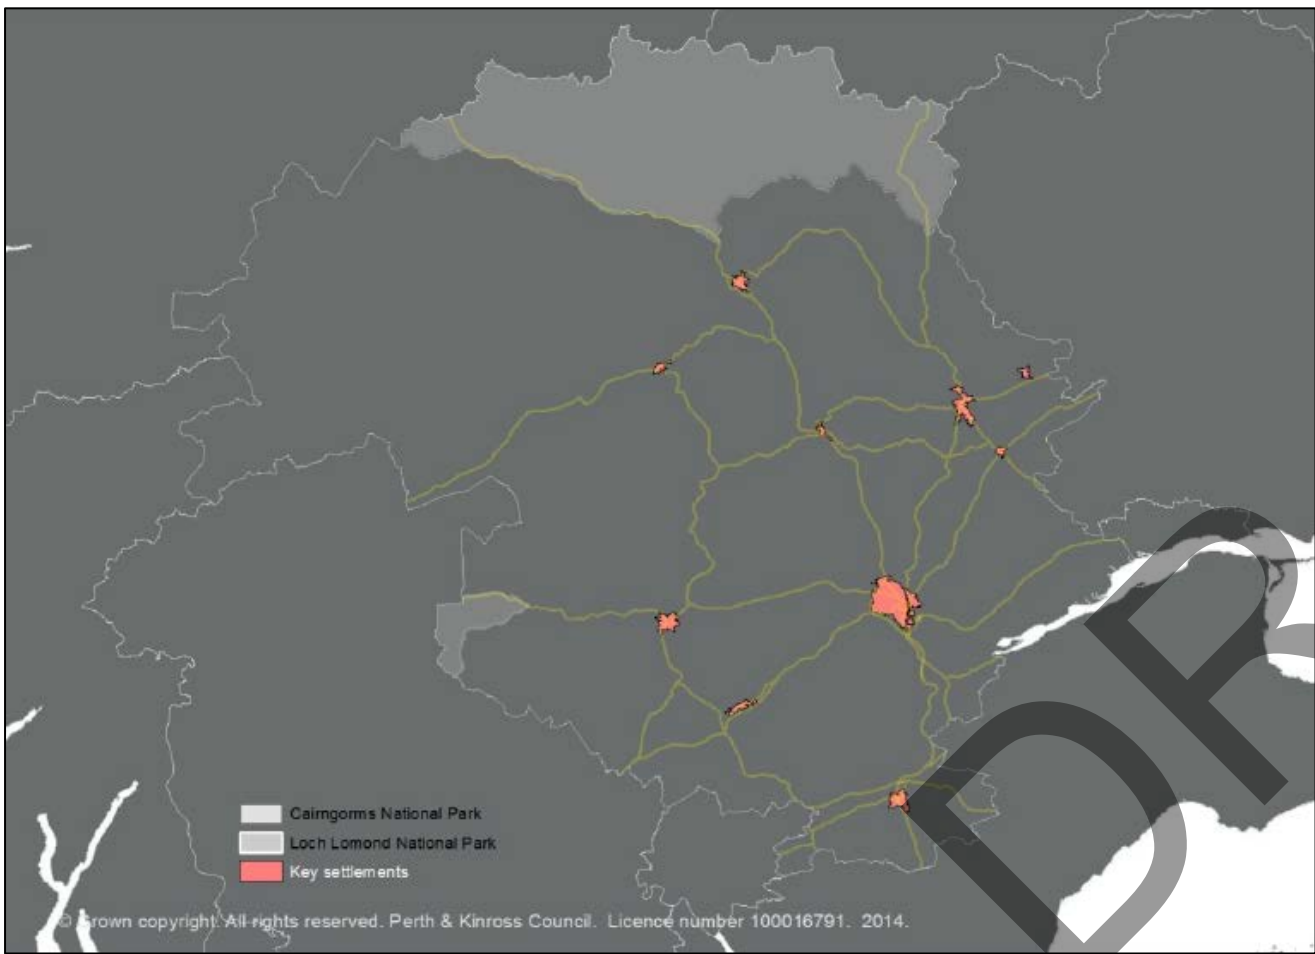 Cairngorms National Park
Loch Lomond National Park
Key settlements
© Crown copyright. All rights reserved. Perth & Kinross Council. Licence number 100016791. 2014.
DR